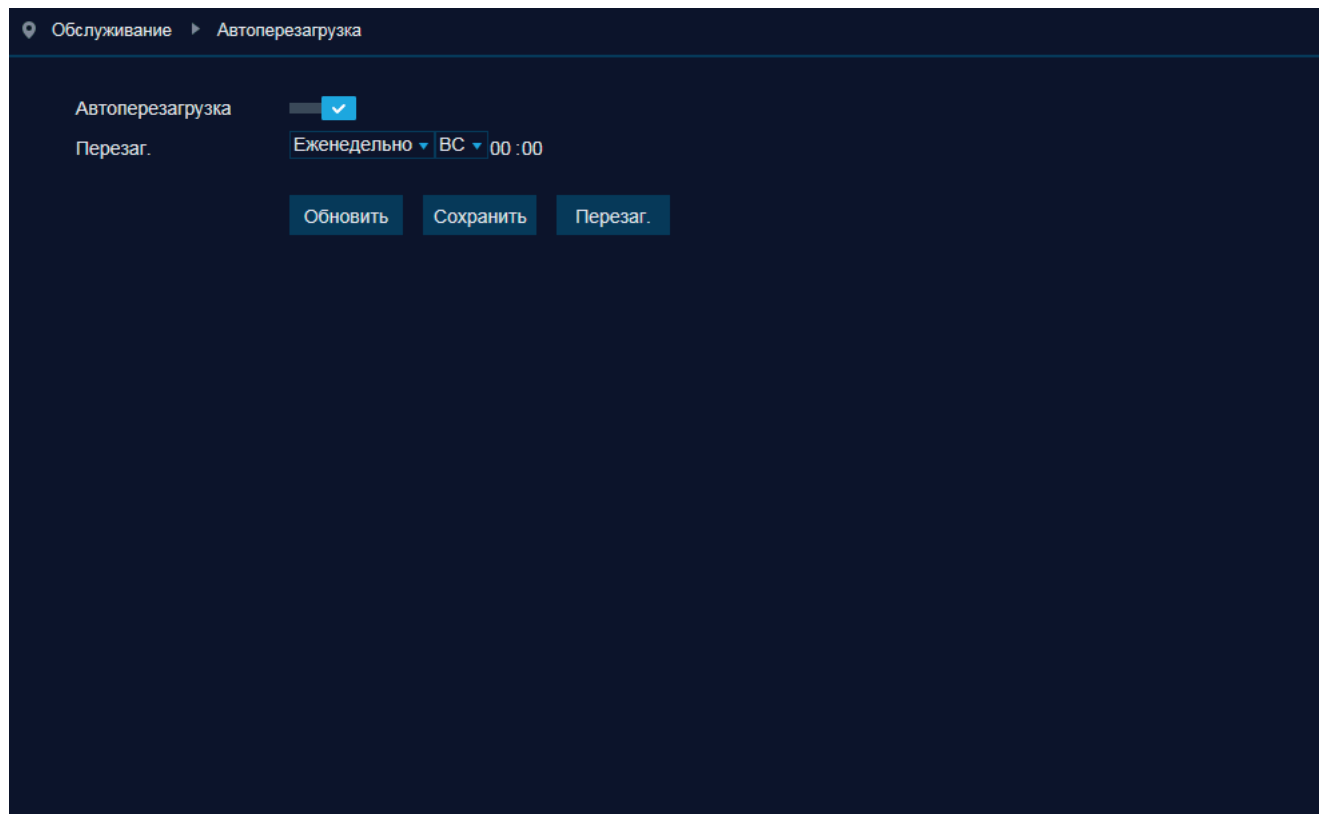 Обслуживание Автоперезагрузка
Автоперезагрузка
Перезаг. Еженедельно ВС 00 :00
Обновить Сохранить Перезаг.